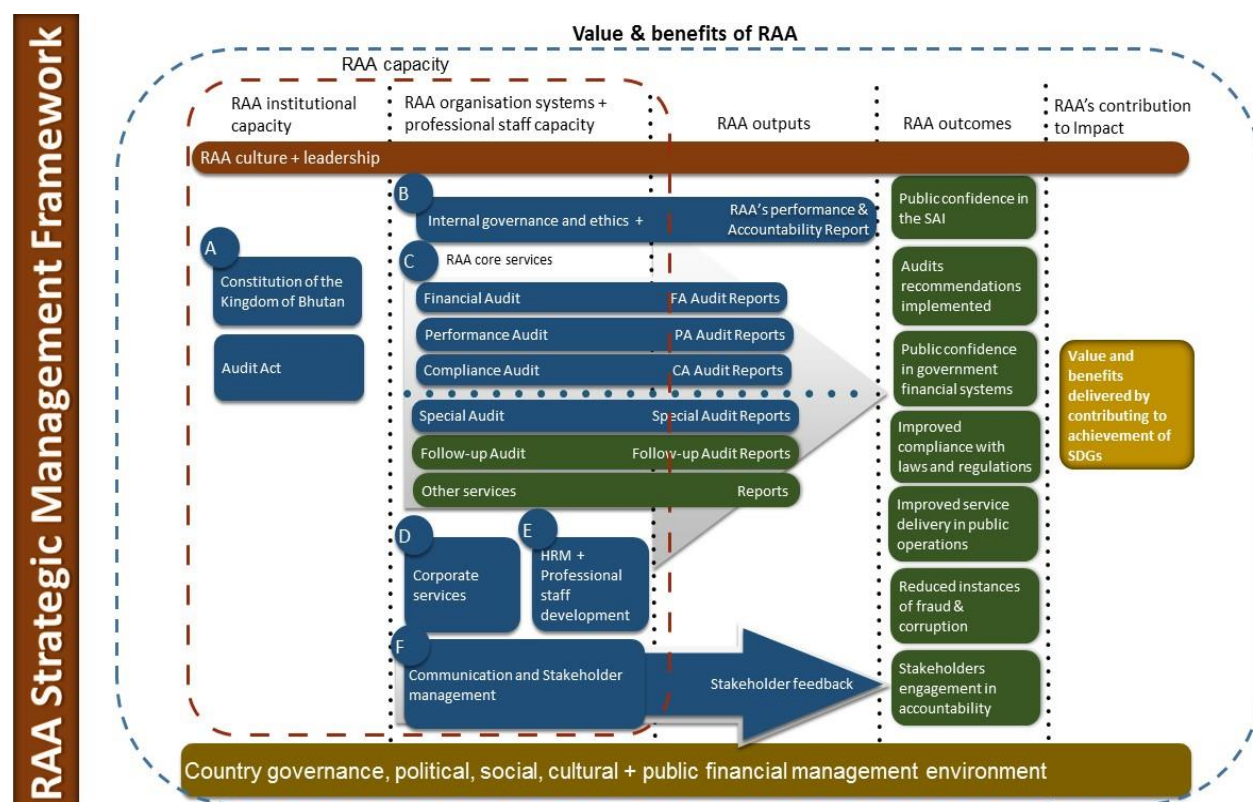 RAA Strategic Management Framework
Value & benefits of RAA
RAA capacity
RAA institutional
capacity
RAA organisation systems +
professional staff capacity
RAA outputs
RAA outcomes
RAA's contribution
to Impact
RAA culture + leadership
A
Constitution of the
Kingdom of Bhutan
Audit Act
B
Internal governance and ethics +
RAA's performance &
Accountability Report
C
RAA core services
Financial Audit
FA Audit Reports
Performance Audit
PA Audit Reports
Compliance Audit
CA Audit Reports
Special Audit
Special Audit Reports
Follow-up Audit
Follow-up Audit Reports
Other services
Reports
D
Corporate
services
E
HRM +
Professional
staff
development
F
Communication and Stakeholder
management
Stakeholder feedback
Public confidence in
the SAI
Audits
recommendations
implemented
Public confidence
in government
financial systems
Improved
compliance with
laws and regulations
Improved service
delivery in public
operations
Reduced instances
of fraud &
corruption
Stakeholders
engagement in
accountability
Value and
benefits
delivered by
contributing to
achievement of
SDGs
Country governance, political, social, cultural + public financial management environment